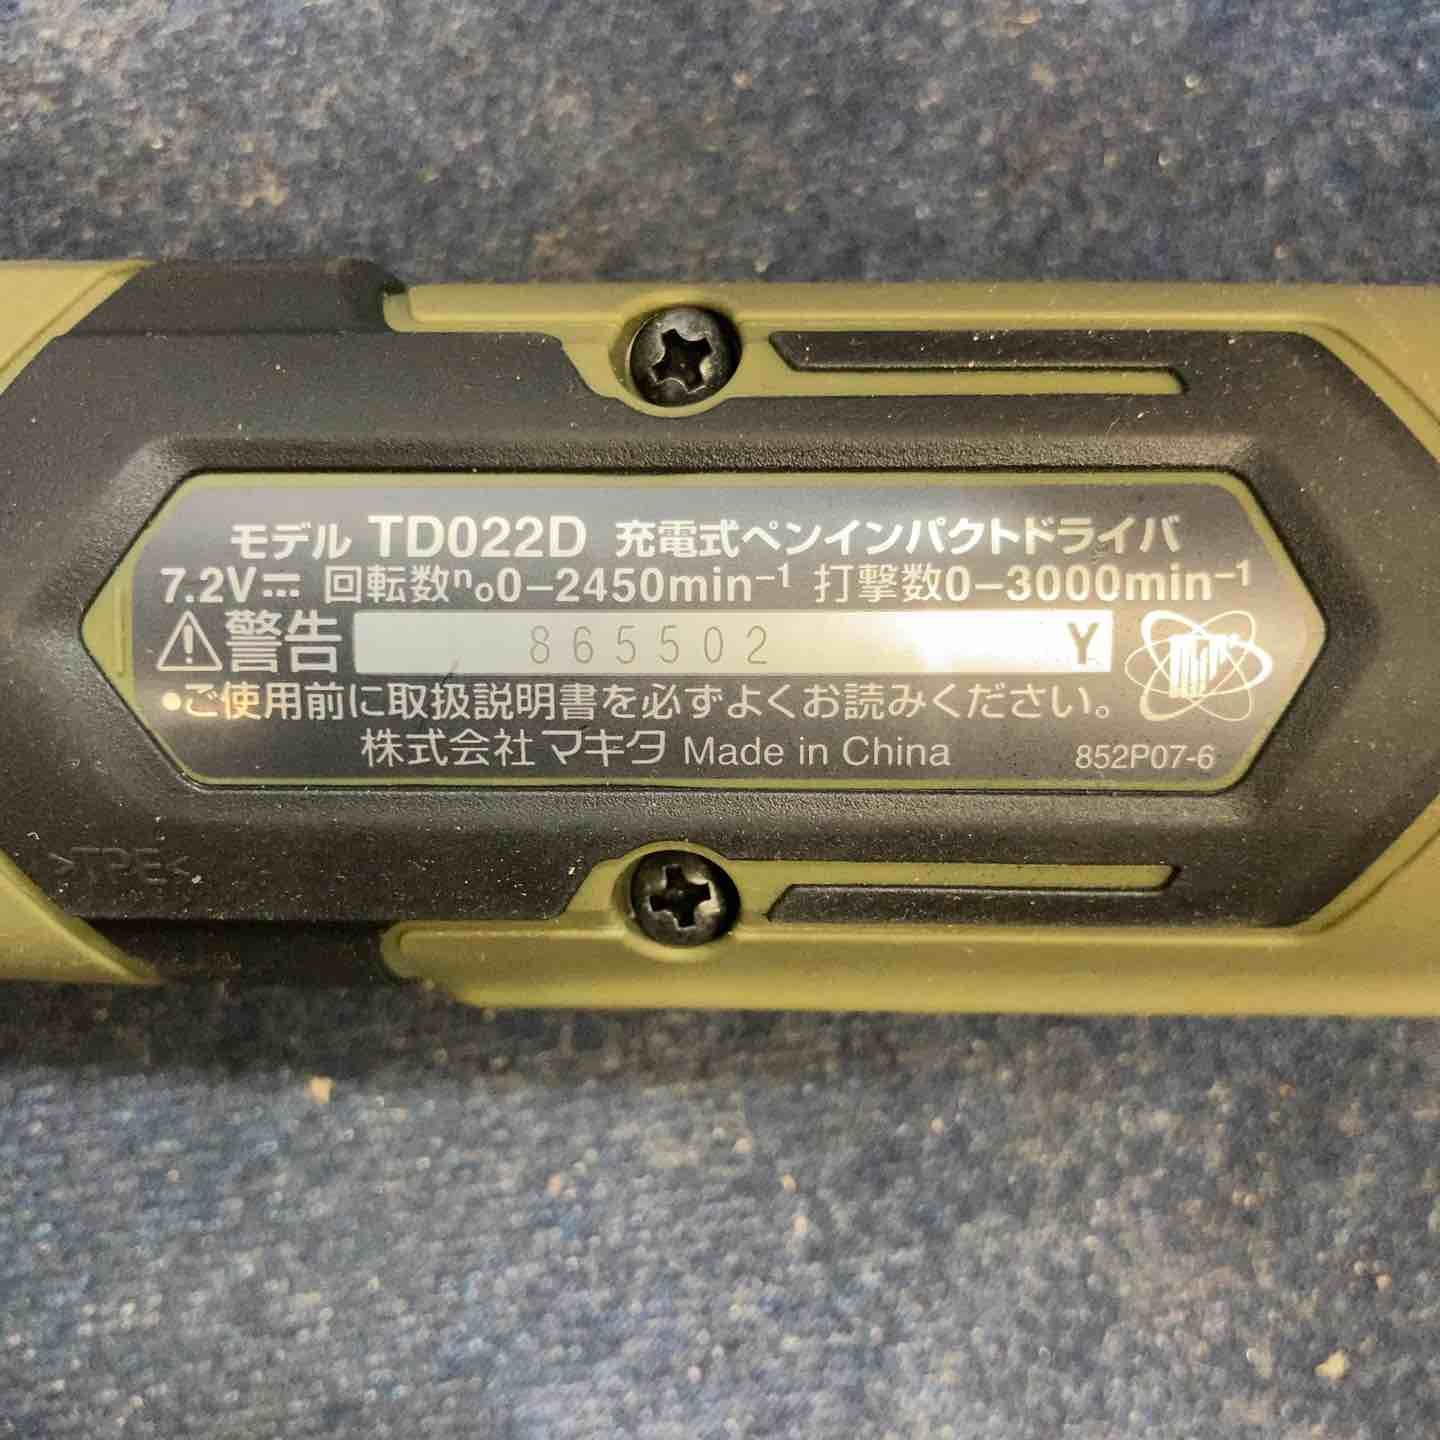 モデル TD022D 充電式ペンインパクトドライバ
7.2V⎓ 回転数n₀0-2450min⁻¹ 打撃数0-3000min⁻¹
⚠警告 865502 Y
●ご使用前に取扱説明書を必ずよくお読みください。
株式会社マキタ Made in China 852P07-6
>TPE<